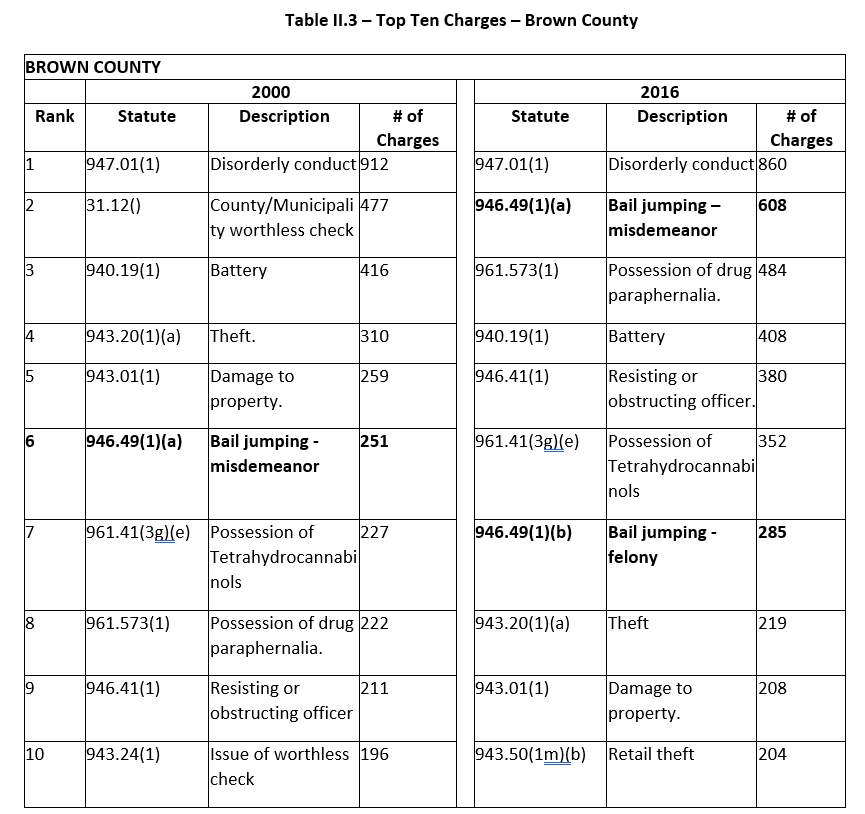 Table II.3 – Top Ten Charges – Brown County
BROWN COUNTY
2000 2016
Rank Statute Description # of Charges Statute Description # of Charges
1 947.01(1) Disorderly conduct 912 947.01(1) Disorderly conduct 860
2 31.12() County/Municipali 477 946.49(1)(a) Bail jumping – 608
ty worthless check misdemeanor
3 940.19(1) Battery 416 961.573(1) Possession of drug 484
paraphernalia.
4 943.20(1)(a) Theft. 310 940.19(1) Battery 408
5 943.01(1) Damage to 259 946.41(1) Resisting or 380
property. obstructing officer.
6 946.49(1)(a) Bail jumping - 251 961.41(3g)(e) Possession of 352
misdemeanor Tetrahydrocannabi
nols
7 961.41(3g)(e) Possession of 227 946.49(1)(b) Bail jumping - 285
Tetrahydrocannabi felony
nols
8 961.573(1) Possession of drug 222 943.20(1)(a) Theft 219
paraphernalia.
9 946.41(1) Resisting or 211 943.01(1) Damage to 208
obstructing officer property.
10 943.24(1) Issue of worthless 196 943.50(1m)(b) Retail theft 204
check